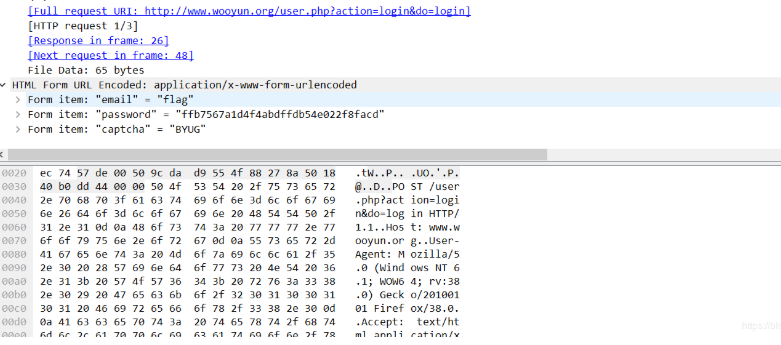 [Full request URI: http://www.wooyun.org/user.php?action=login&do=login]
[HTTP request 1/3]
[Response in frame: 26]
[Next request in frame: 48]
File Data: 65 bytes
HTML Form URL Encoded: application/x-www-form-urlencoded
Form item: "email" = "flag"
Form item: "password" = "ffb7567a1d4f4abdffdb54e022f8facd"
Form item: "captcha" = "BYUG"
0020 ec 74 57 de 00 50 9c da d9 55 4f 88 27 8a 50 18 .tW..P.. .UO.'.P.
0030 40 b0 dd 44 00 00 50 4f 53 54 20 2f 75 73 65 72 @..D..PO ST /user
0040 2e 70 68 70 3f 61 63 74 69 6f 6e 3d 6c 6f 67 69 .php?act ion=logi
0050 6e 26 64 6f 3d 6c 6f 67 69 6e 20 48 54 54 50 2f n&do=log in HTTP/
0060 31 2e 31 0d 0a 48 6f 73 74 3a 20 77 77 77 2e 77 1.1..Hos t: www.w
0070 6f 6f 79 75 6e 2e 6f 72 67 0d 0a 55 73 65 72 2d ooyun.or g..User-
0080 41 67 65 6e 74 3a 20 4d 6f 7a 69 6c 6c 61 2f 35 Agent: M ozilla/5
0090 2e 30 20 28 57 69 6e 64 6f 77 73 20 4e 54 20 36 .0 (Wind ows NT 6
00a0 2e 31 3b 20 57 4f 57 36 34 3b 20 72 76 3a 33 38 .1; WOW6 4; rv:38
00b0 2e 30 29 20 47 65 63 6b 6f 2f 32 30 31 30 30 31 .0) Geck o/201001
00c0 30 31 20 46 69 72 65 66 6f 78 2f 33 38 2e 30 0d 01 Firef ox/38.0.
00d0 0a 41 63 63 65 70 74 3a 20 74 65 78 74 2f 68 74 .Accept: text/ht
00e0 6d 6c 2c 61 70 70 6c 69 63 61 74 69 6f 6e 2f 78 ml,appli cation/x